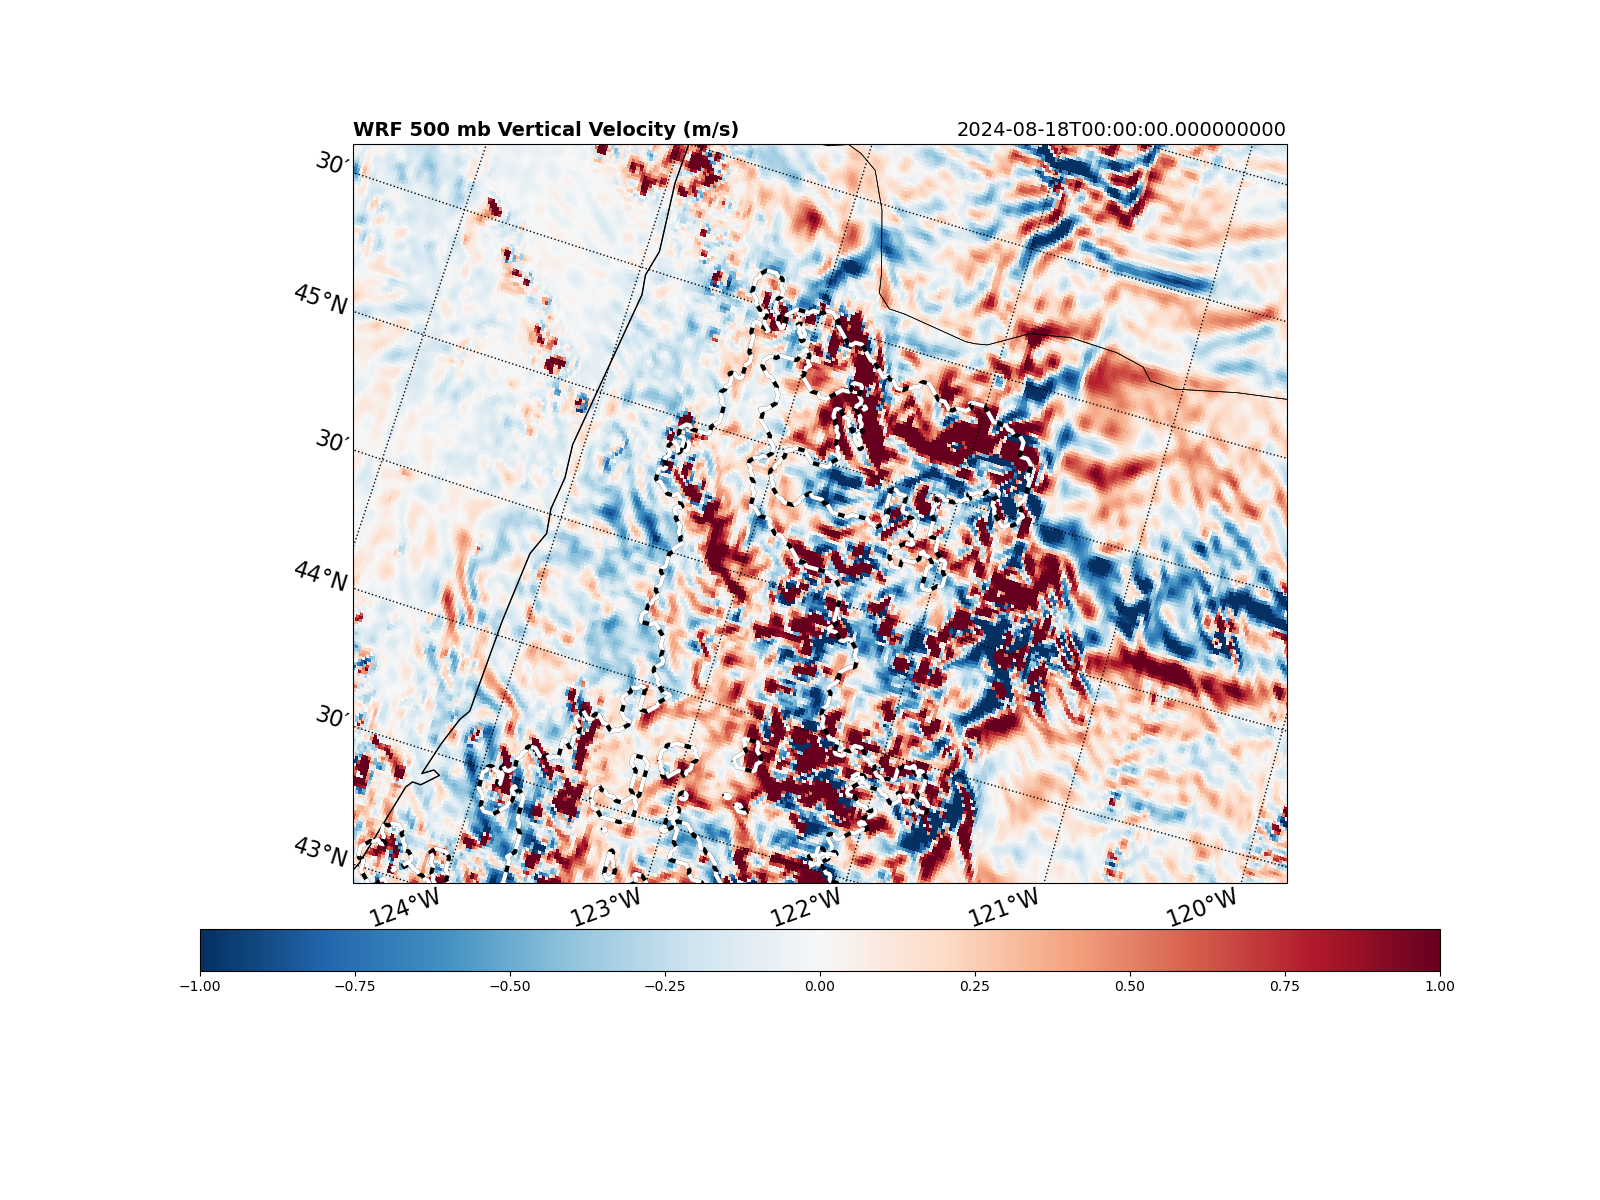 WRF 500 mb Vertical Velocity (m/s) 2024-08-18T00:00:00.000000000
30′
45°N
30′
44°N
30′
43°N
124°W 123°W 122°W 121°W 120°W
−1.00 −0.75 −0.50 −0.25 0.00 0.25 0.50 0.75 1.00